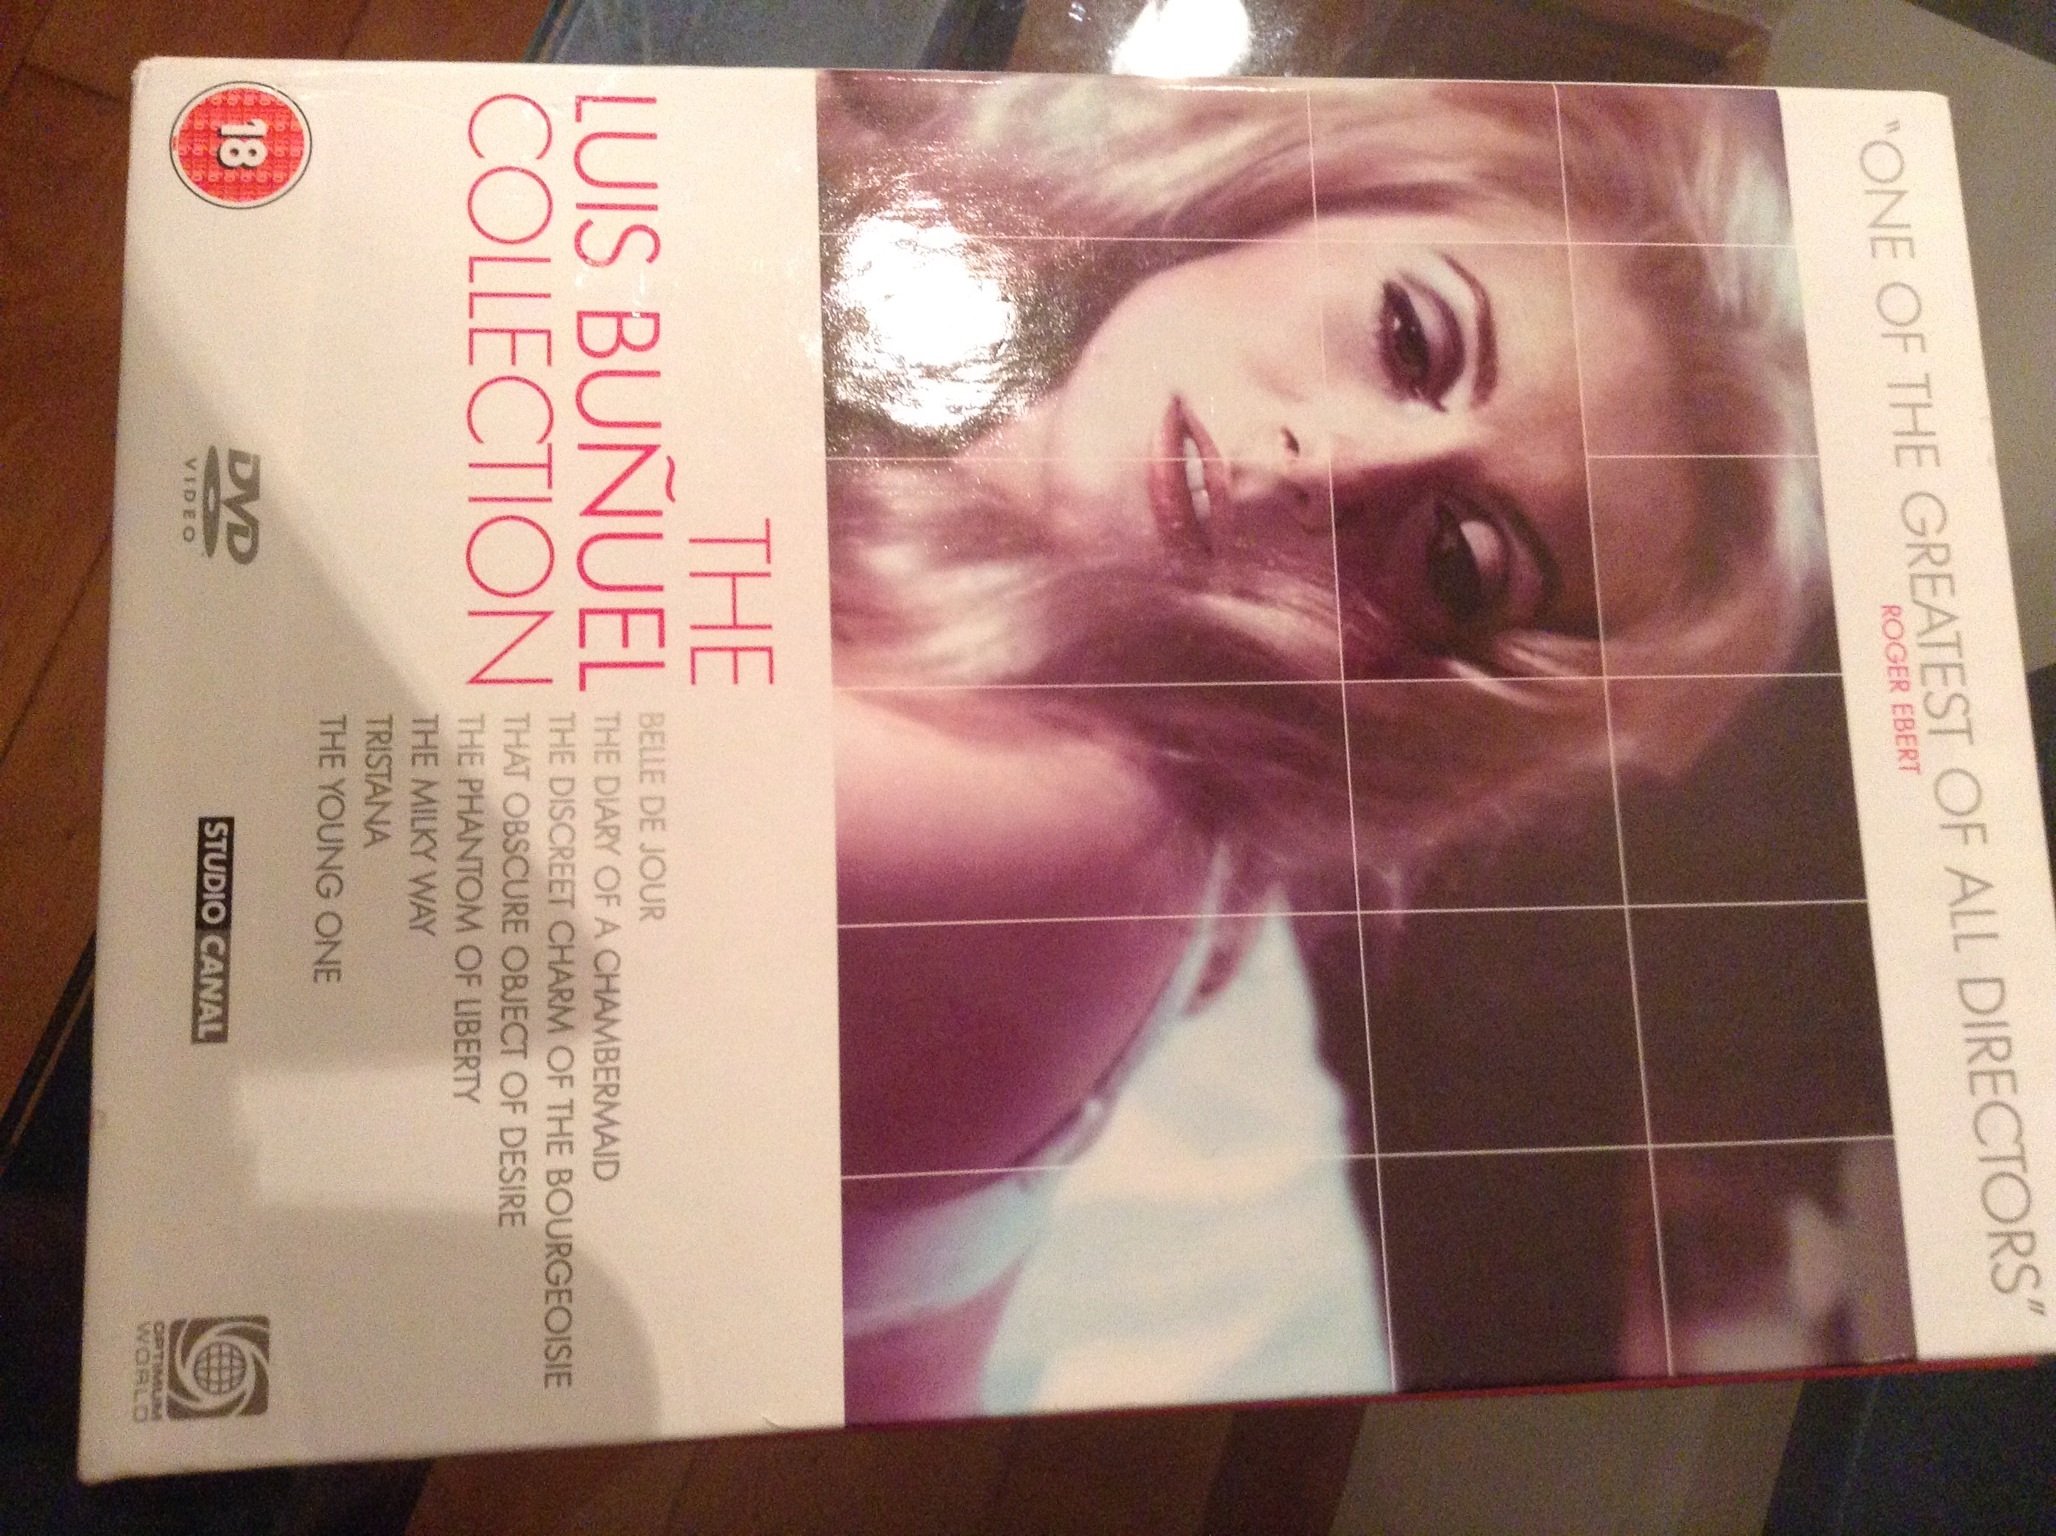 "ONE OF THE GREATEST OF ALL DIRECTORS"
ROGER EBERT
THE
LUIS BUÑUEL
COLLECTION
BELLE DE JOUR
THE DIARY OF A CHAMBERMAID
THE DISCREET CHARM OF THE BOURGEOISIE
THAT OBSCURE OBJECT OF DESIRE
THE PHANTOM OF LIBERTY
THE MILKY WAY
TRISTANA
THE YOUNG ONE
18
DVD
VIDEO
STUDIO CANAL
OPTIMUM
WORLD